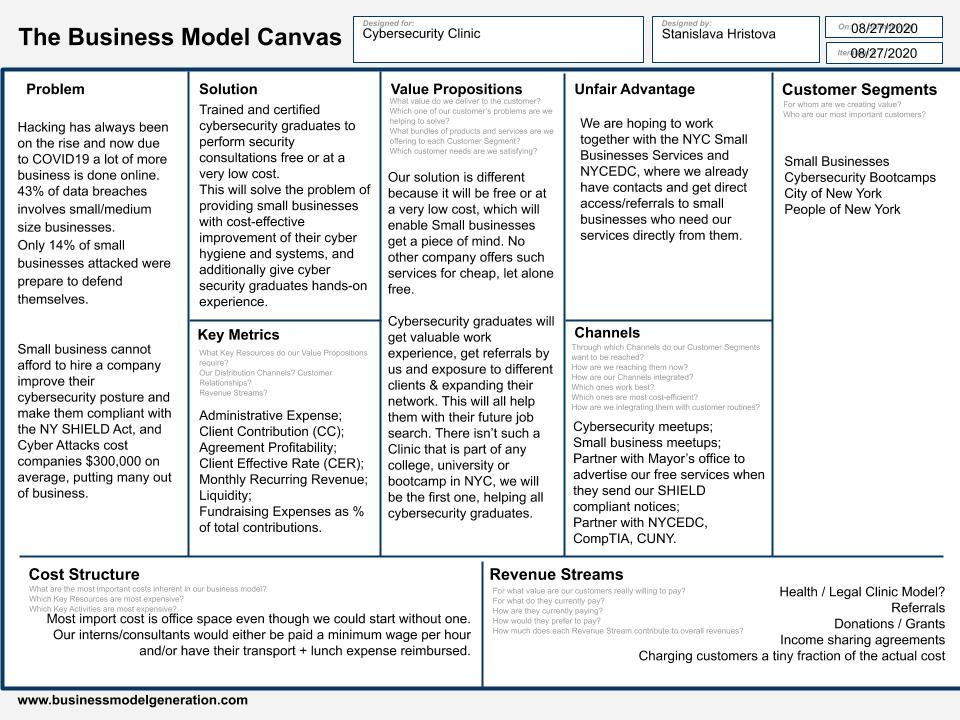 The Business Model Canvas
Designed for:
Cybersecurity Clinic
Designed by:
Stanislava Hristova
On:
08/27/2020
08/27/2020
Problem
Hacking has always been
on the rise and now due
to COVID19 a lot of more
business is done online.
43% of data breaches
involves small/medium
size businesses.
Only 14% of small
businesses attacked were
prepare to defend
themselves.
Small business cannot
afford to hire a company
improve their
cybersecurity posture and
make them compliant with
the NY SHIELD Act, and
Cyber Attacks cost
companies $300,000 on
average, putting many out
of business.
Solution
Trained and certified
cybersecurity graduates to
perform security
consultations free or at a
very low cost.
This will solve the problem of
providing small businesses
with cost-effective
improvement of their cyber
hygiene and systems, and
additionally give cyber
security graduates hands-on
experience.
Key Metrics
What Key Resources do our Value Propositions
require?
Our Distribution Channels? Customer
Relationships?
Revenue Streams?
Administrative Expense;
Client Contribution (CC);
Agreement Profitability;
Client Effective Rate (CER);
Monthly Recurring Revenue;
Liquidity;
Fundraising Expenses as %
of total contributions.
Value Propositions
What value do we deliver to the customer?
Which one of our customer's problems are we
helping to solve?
What bundles of products and services are we
offering to each Customer Segment?
Which customer needs are we satisfying?
Our solution is different
because it will be free or at
a very low cost, which will
enable Small businesses
get a piece of mind. No
other company offers such
services for cheap, let alone
free.
Cybersecurity graduates will
get valuable work
experience, get referrals by
us and exposure to different
clients & expanding their
network. This will all help
them with their future job
search. There isn't such a
Clinic that is part of any
college, university or
bootcamp in NYC, we will
be the first one, helping all
cybersecurity graduates.
Unfair Advantage
We are hoping to work
together with the NYC Small
Businesses Services and
NYCEDC, where we already
have contacts and get direct
access/referrals to small
businesses who need our
services directly from them.
Channels
Through which Channels do our Customer Segments
want to be reached?
How are we reaching them now?
How are our Channels integrated?
Which ones work best?
Which ones are most cost-efficient?
How are we integrating them with customer routines?
Cybersecurity meetups;
Small business meetups;
Partner with Mayor's office to
advertise our free services when
they send our SHIELD
compliant notices;
Partner with NYCEDC,
CompTIA, CUNY.
Customer Segments
For whom are we creating value?
Who are our most important customers?
Small Businesses
Cybersecurity Bootcamps
City of New York
People of New York
Cost Structure
What are the most important costs inherent in our business model?
Which Key Resources are most expensive?
Which Key Activities are most expensive?
Most import cost is office space even though we could start without one.
Our interns/consultants would either be paid a minimum wage per hour
and/or have their transport + lunch expense reimbursed.
Revenue Streams
For what value are our customers really willing to pay?
For what do they currently pay?
How are they currently paying?
How would they prefer to pay?
How much does each Revenue Stream contribute to overall revenues?
Health / Legal Clinic Model?
Referrals
Donations / Grants
Income sharing agreements
Charging customers a tiny fraction of the actual cost
www.businessmodelgeneration.com